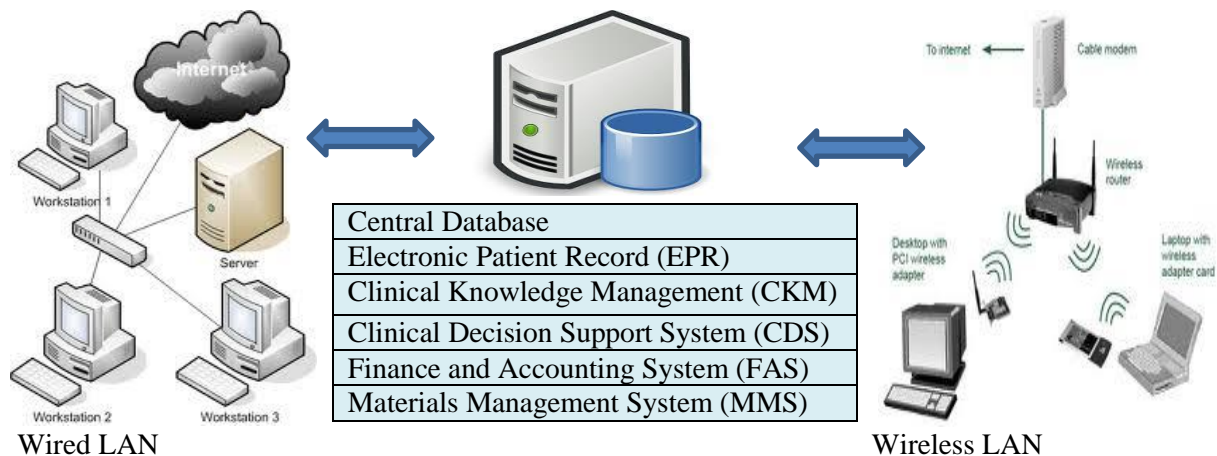 Internet
Workstation 1
Server
Workstation 2
Workstation 3
Wired LAN
Central Database
Electronic Patient Record (EPR)
Clinical Knowledge Management (CKM)
Clinical Decision Support System (CDS)
Finance and Accounting System (FAS)
Materials Management System (MMS)
To internet
Cable modem
Wireless
router
Desktop with
PCI wireless
adapter
Laptop with
wireless
adapter card
Wireless LAN